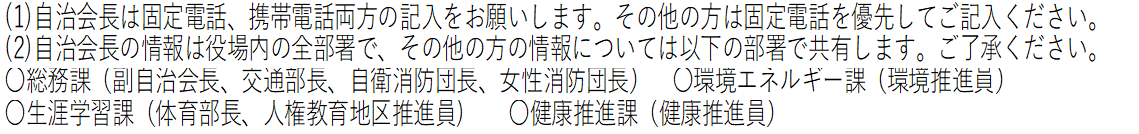 (1)自治会長は固定電話、携帯電話両方の記入をお願いします。その他の方は固定電話を優先してご記入ください。
(2)自治会長の情報は役場内の全部署で、その他の方の情報については以下の部署で共有します。ご了承ください。
〇総務課（副自治会長、交通部長、自衛消防団長、女性消防団長）　〇環境エネルギー課（環境推進員）
〇生涯学習課（体育部長、人権教育地区推進員）　　〇健康推進課（健康推進員）